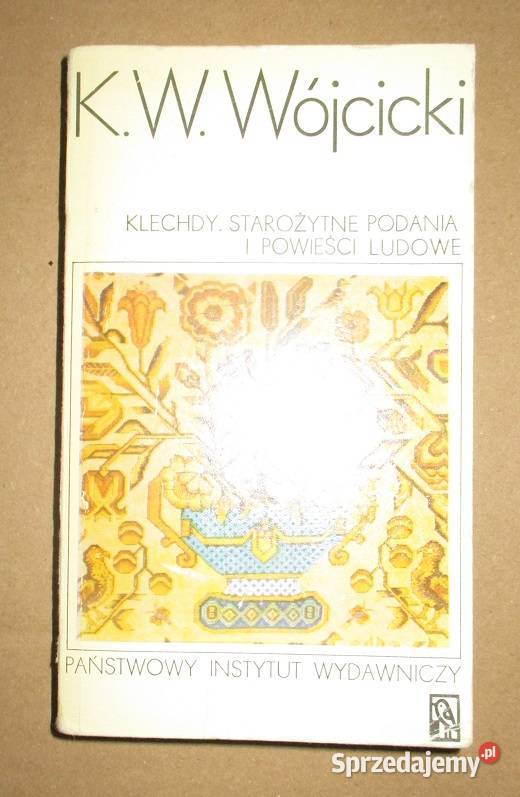 K. W. Wójcicki
KLECHDY. STAROŻYTNE PODANIA
I POWIEŚCI LUDOWE
PAŃSTWOWY INSTYTUT WYDAWNICZY
Sprzedajemy.pl